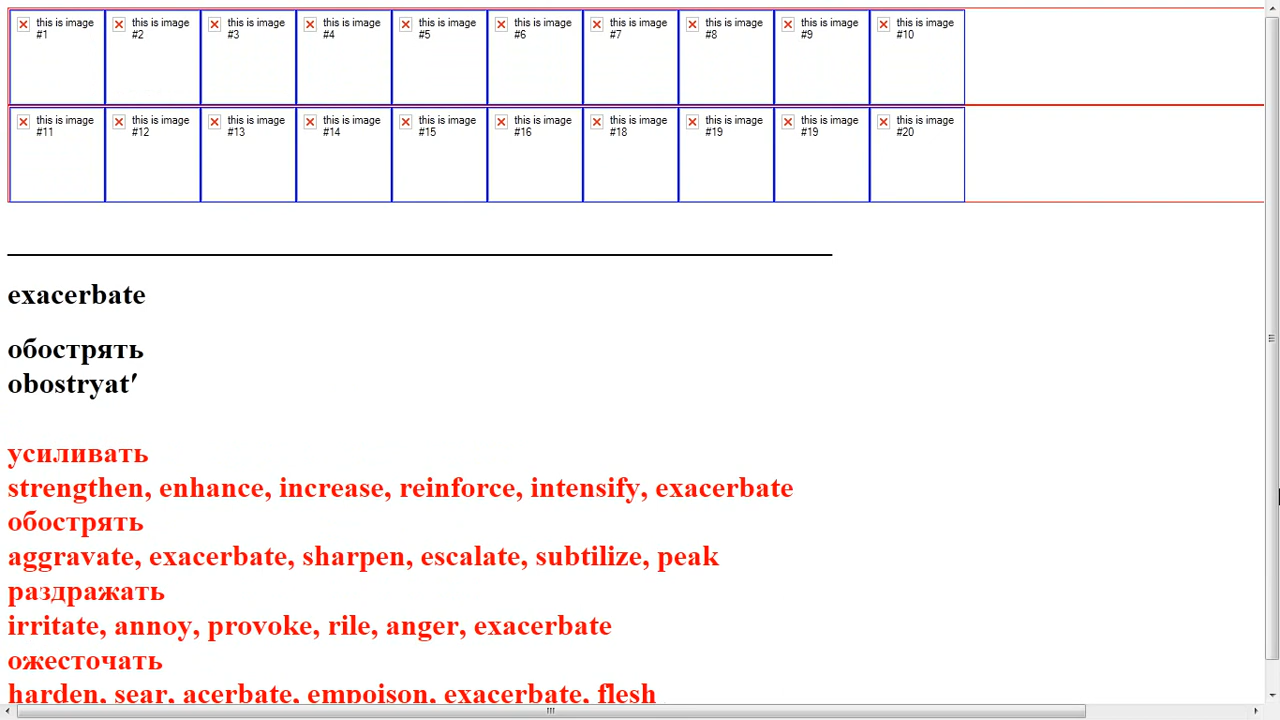 this is image #1 this is image #2 this is image #3 this is image #4 this is image #5 this is image #6 this is image #7 this is image #8 this is image #9 this is image #10
this is image #11 this is image #12 this is image #13 this is image #14 this is image #15 this is image #16 this is image #18 this is image #19 this is image #19 this is image #20
exacerbate
обострять
obostryat′
усиливать
strengthen, enhance, increase, reinforce, intensify, exacerbate
обострять
aggravate, exacerbate, sharpen, escalate, subtilize, peak
раздражать
irritate, annoy, provoke, rile, anger, exacerbate
ожесточать
harden, sear, acerbate, empoison, exacerbate, flesh